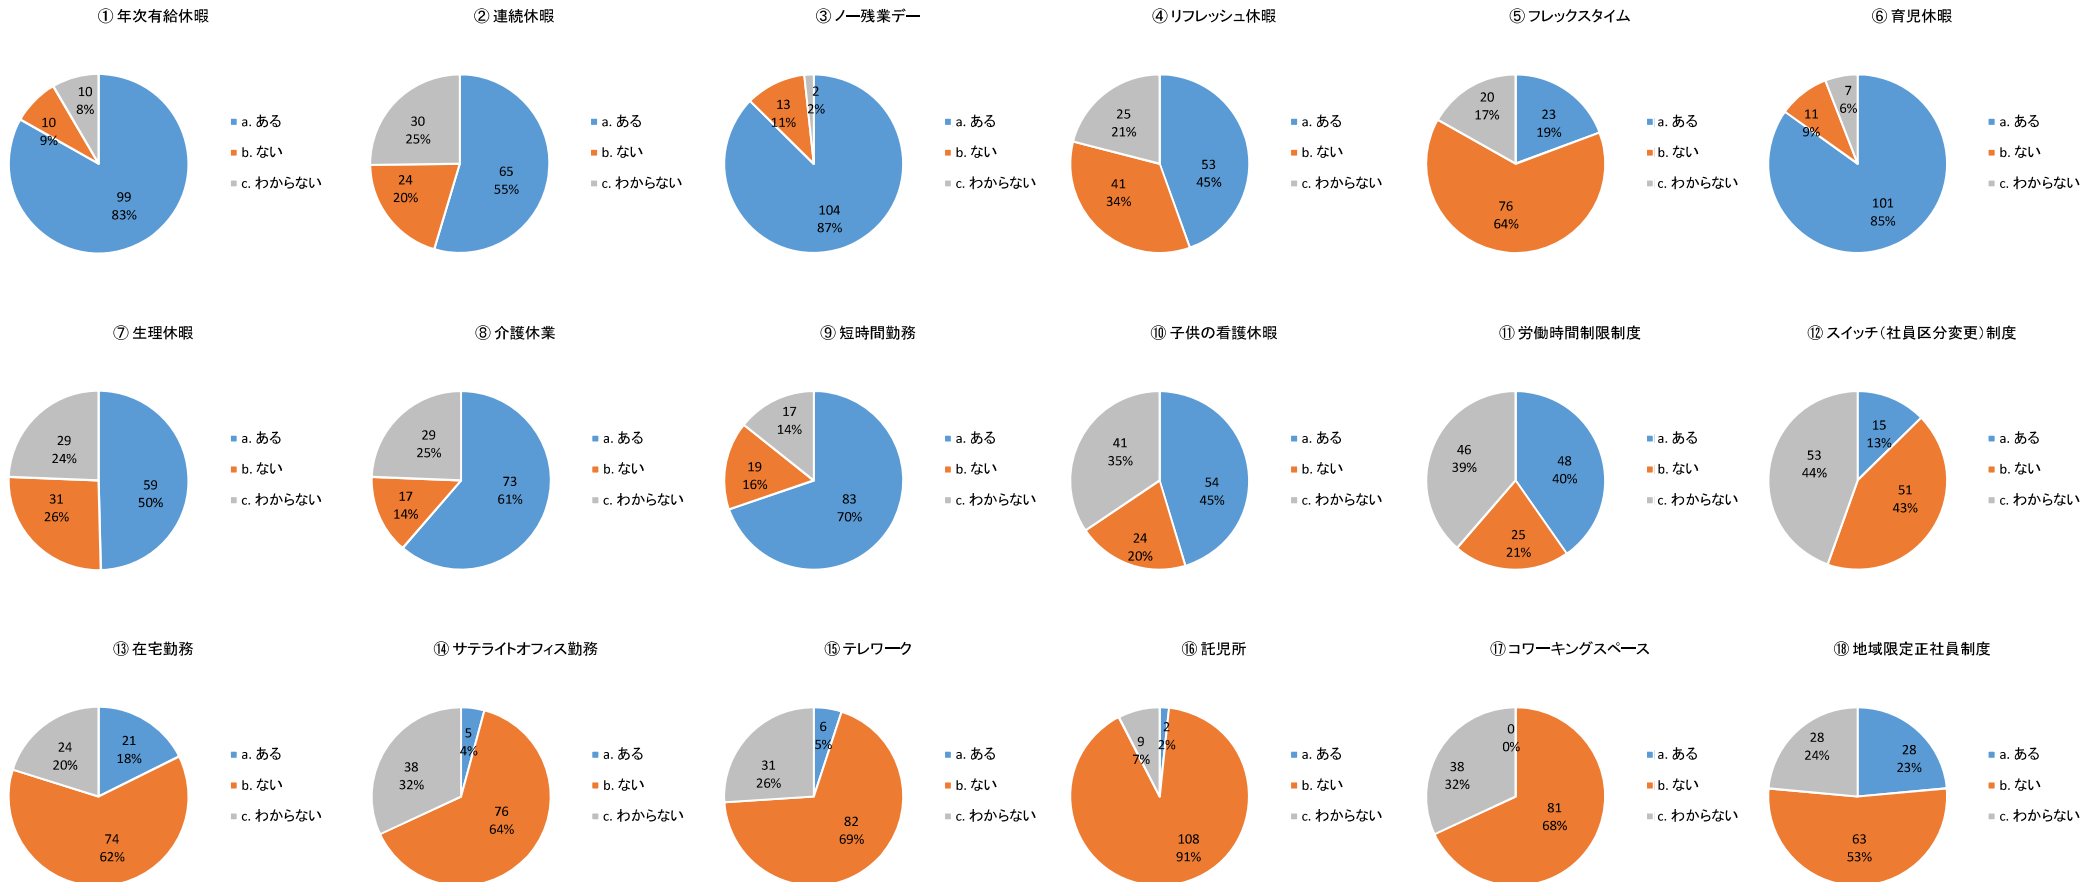 ① 年次有給休暇
10
8%
10
9%
99
83%
a. ある
b. ない
c. わからない
② 連続休暇
30
25%
65
55%
24
20%
a. ある
b. ない
c. わからない
③ ノー残業デー
2
2%
13
11%
104
87%
a. ある
b. ない
c. わからない
④ リフレッシュ休暇
25
21%
53
45%
41
34%
a. ある
b. ない
c. わからない
⑤ フレックスタイム
20
17%
23
19%
76
64%
a. ある
b. ない
c. わからない
⑥ 育児休暇
7
6%
11
9%
101
85%
a. ある
b. ない
c. わからない
⑦ 生理休暇
29
24%
59
50%
31
26%
a. ある
b. ない
c. わからない
⑧ 介護休業
29
25%
73
61%
17
14%
a. ある
b. ない
c. わからない
⑨ 短時間勤務
17
14%
19
16%
83
70%
a. ある
b. ない
c. わからない
⑩ 子供の看護休暇
41
35%
54
45%
24
20%
a. ある
b. ない
c. わからない
⑪ 労働時間制限制度
46
39%
48
40%
25
21%
a. ある
b. ない
c. わからない
⑫ スイッチ（社員区分変更）制度
15
13%
53
44%
51
43%
a. ある
b. ない
c. わからない
⑬ 在宅勤務
21
18%
24
20%
74
62%
a. ある
b. ない
c. わからない
⑭ サテライトオフィス勤務
5
4%
38
32%
76
64%
a. ある
b. ない
c. わからない
⑮ テレワーク
6
5%
31
26%
82
69%
a. ある
b. ない
c. わからない
⑯ 託児所
2
2%
9
7%
108
91%
a. ある
b. ない
c. わからない
⑰ コワーキングスペース
0
0%
38
32%
81
68%
a. ある
b. ない
c. わからない
⑱ 地域限定正社員制度
28
24%
28
23%
63
53%
a. ある
b. ない
c. わからない